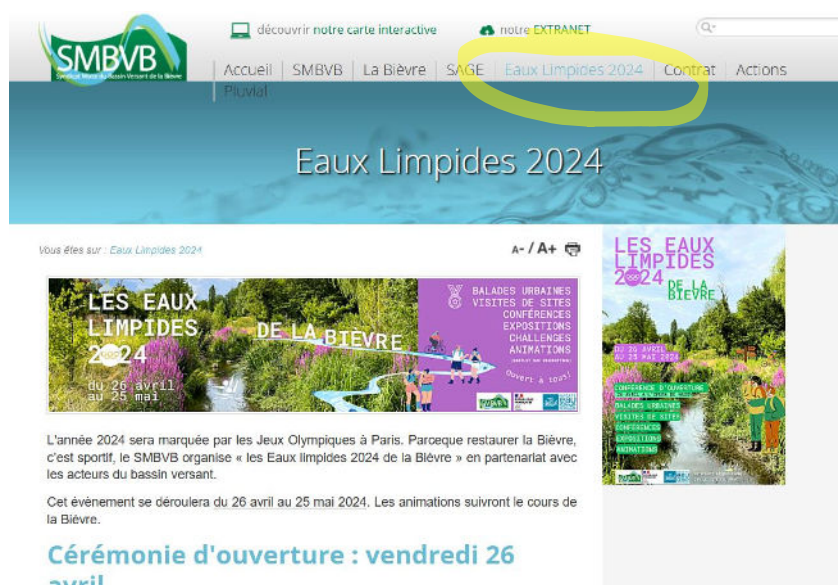 découvrir notre carte interactive
notre EXTRANET
SMBVB
Syndicat Mixte du Bassin Versant de la Bièvre
Accueil SMBVB La Bièvre SAGE Eaux Limpides 2024 Contrat Actions
Pluvial
Eaux Limpides 2024
Vous êtes sur : Eaux Limpides 2024
A- / A+
LES EAUX
LIMPIDES
2024
DE LA BIÈVRE
du 26 avril
au 25 mai
BALADES URBAINES
VISITES DE SITES
CONFÉRENCES
EXPOSITIONS
CHALLENGES
ANIMATIONS
ouvert à tous!
LES EAUX
LIMPIDES
2024 DE LA
BIÈVRE
DU 26 AVRIL
AU 25 MAI 2024
CONFÉRENCE D'OUVERTURE
BALADES URBAINES
VISITES DE SITES
CONFÉRENCES
EXPOSITIONS
ANIMATIONS
L'année 2024 sera marquée par les Jeux Olympiques à Paris. Parceque restaurer la Bièvre,
c'est sportif, le SMBVB organise « les Eaux limpides 2024 de la Bièvre » en partenariat avec
les acteurs du bassin versant.
Cet évènement se déroulera du 26 avril au 25 mai 2024. Les animations suivront le cours de
la Bièvre.
Cérémonie d'ouverture : vendredi 26
avril